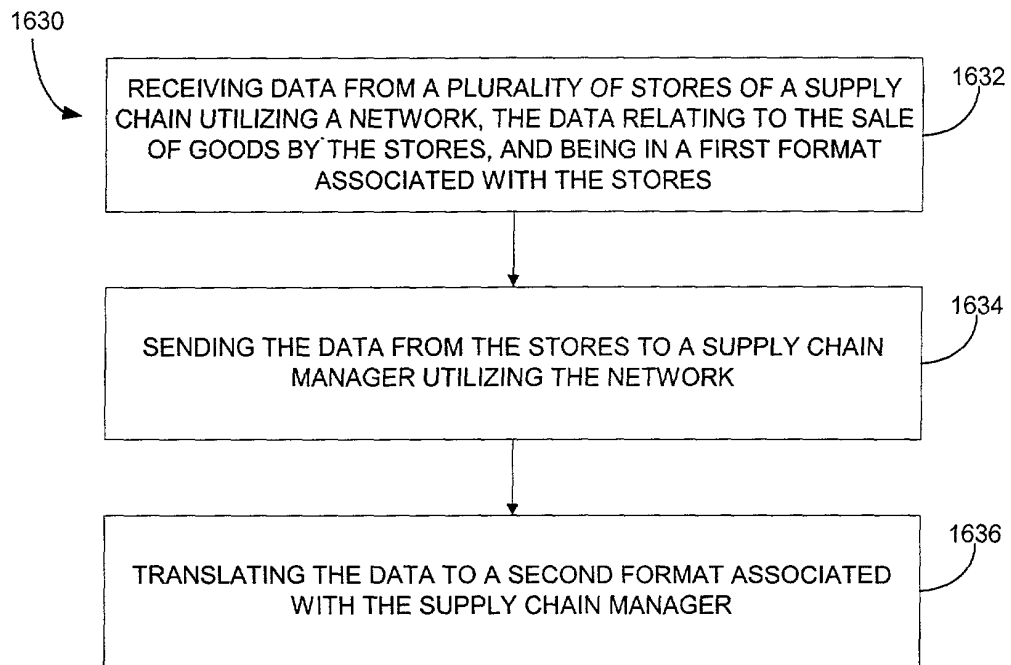 1630
1632
RECEIVING DATA FROM A PLURALITY OF STORES OF A SUPPLY
CHAIN UTILIZING A NETWORK, THE DATA RELATING TO THE SALE
OF GOODS BY THE STORES, AND BEING IN A FIRST FORMAT
ASSOCIATED WITH THE STORES
1634
SENDING THE DATA FROM THE STORES TO A SUPPLY CHAIN
MANAGER UTILIZING THE NETWORK
1636
TRANSLATING THE DATA TO A SECOND FORMAT ASSOCIATED
WITH THE SUPPLY CHAIN MANAGER